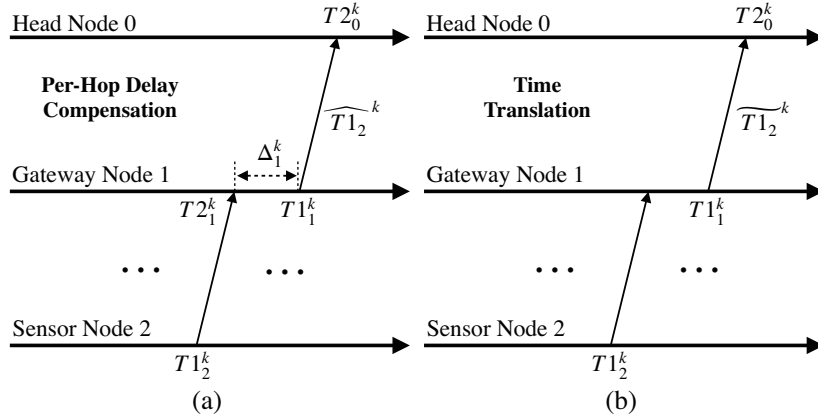 Head Node 0
T2_0^k
Per-Hop Delay
Compensation
\widehat{T1_2}^k
Δ_1^k
Gateway Node 1
T2_1^k
T1_1^k
• • •
• • •
Sensor Node 2
T1_2^k
(a)
Head Node 0
T2_0^k
Time
Translation
\widetilde{T1_2}^k
Gateway Node 1
T1_1^k
• • •
• • •
Sensor Node 2
T1_2^k
(b)